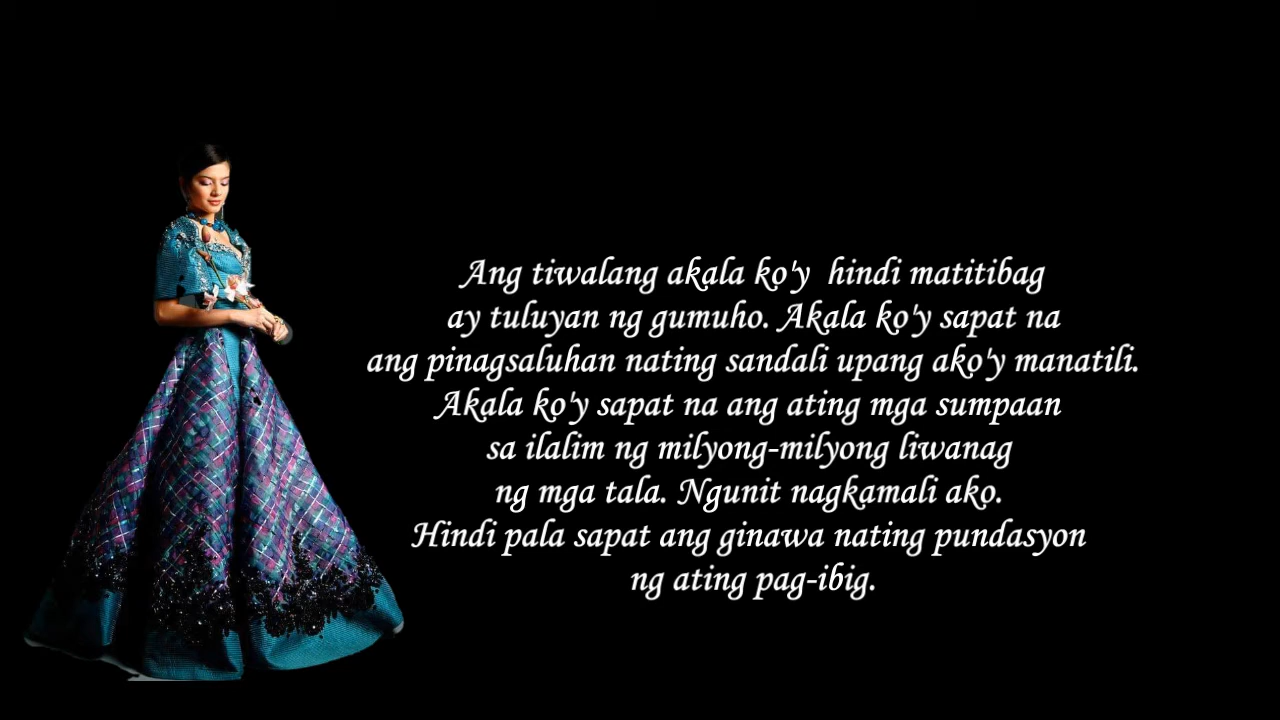 Ang tiwalang akala ko'y hindi matitibag
ay tuluyan ng gumuho. Akala ko'y sapat na
ang pinagsaluhan nating sandali upang ako'y manatili.
Akala ko'y sapat na ang ating mga sumpaan
sa ilalim ng milyong-milyong liwanag
ng mga tala. Ngunit nagkamali ako.
Hindi pala sapat ang ginawa nating pundasyon
ng ating pag-ibig.